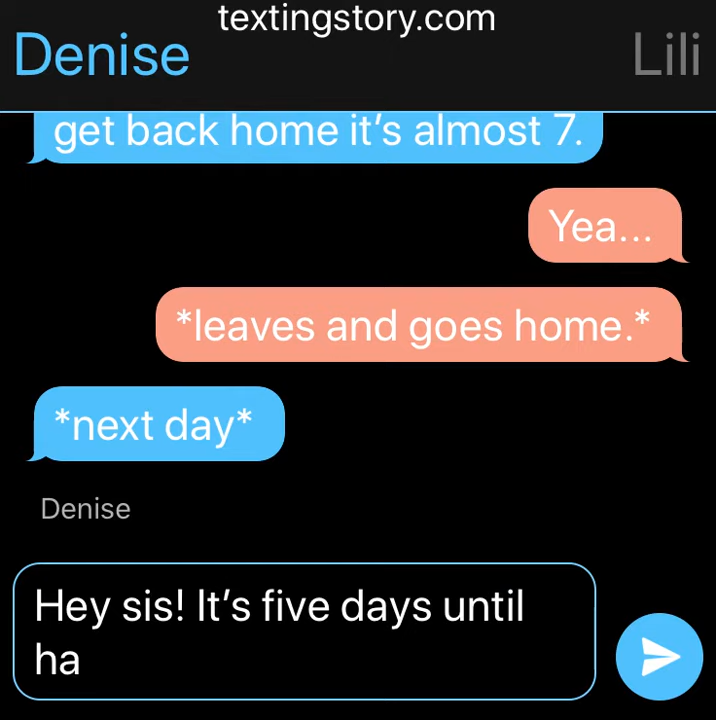 textingstory.com
Denise
Lili
get back home it’s almost 7.
Yea...
*leaves and goes home.*
*next day*
Denise
Hey sis! It’s five days until
ha